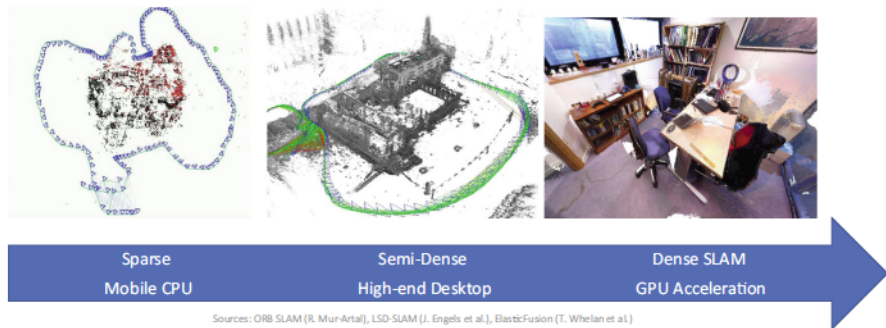 Sparse
Semi-Dense
Dense SLAM
Mobile CPU
High-end Desktop
GPU Acceleration
Sources: ORB SLAM (R. Mur-Artal), LSD-SLAM (J. Engels et al.), ElasticFusion (T. Whelan et al.)